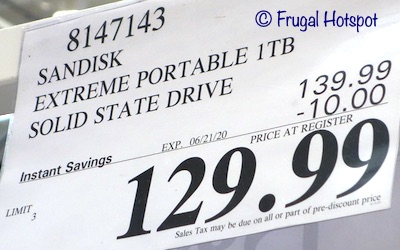 © Frugal Hotspot
8147143
SANDISK
EXTREME PORTABLE 1TB
SOLID STATE DRIVE
139.99
-10.00
Instant Savings
EXP. 06/21/20
PRICE AT REGISTER
129.99
LIMIT
3
Sales Tax may be due on all or part of pre-discount price